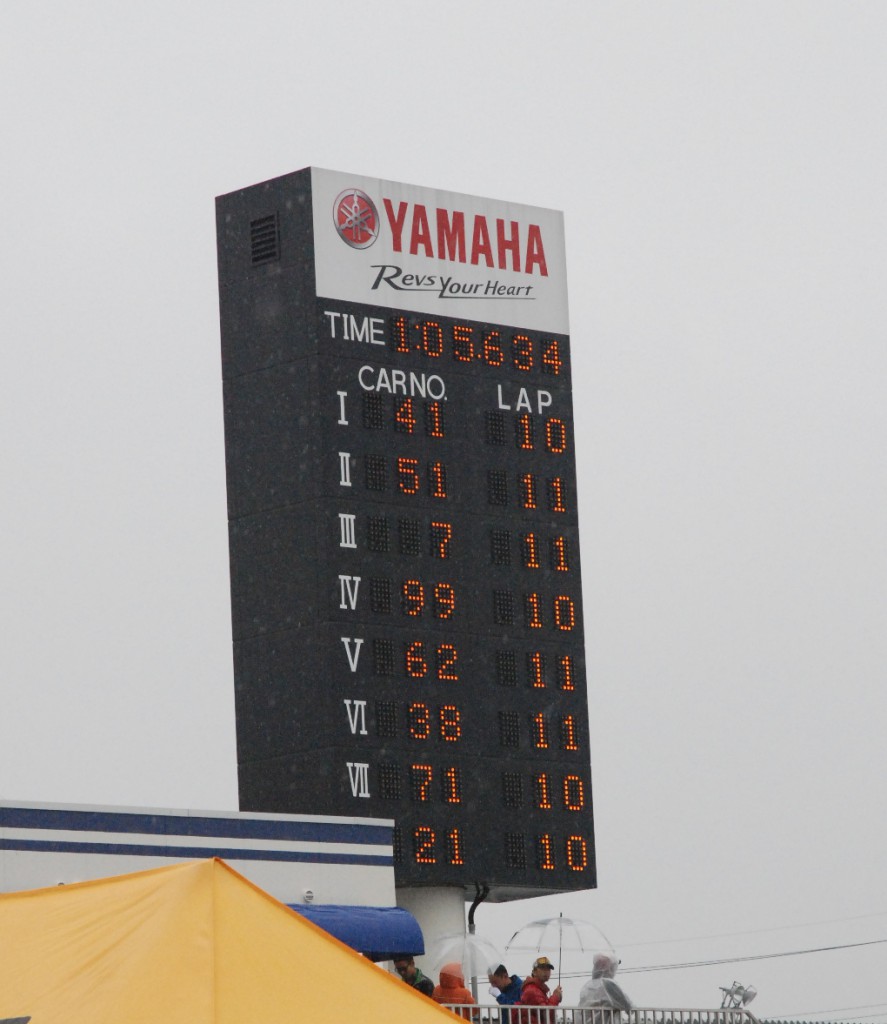 YAMAHA
Revs Your Heart
TIME 1:05.634
CAR NO. LAP
I 41 10
II 51 11
III 7 11
IV 99 10
V 62 11
VI 38 11
VII 71 10
21 10